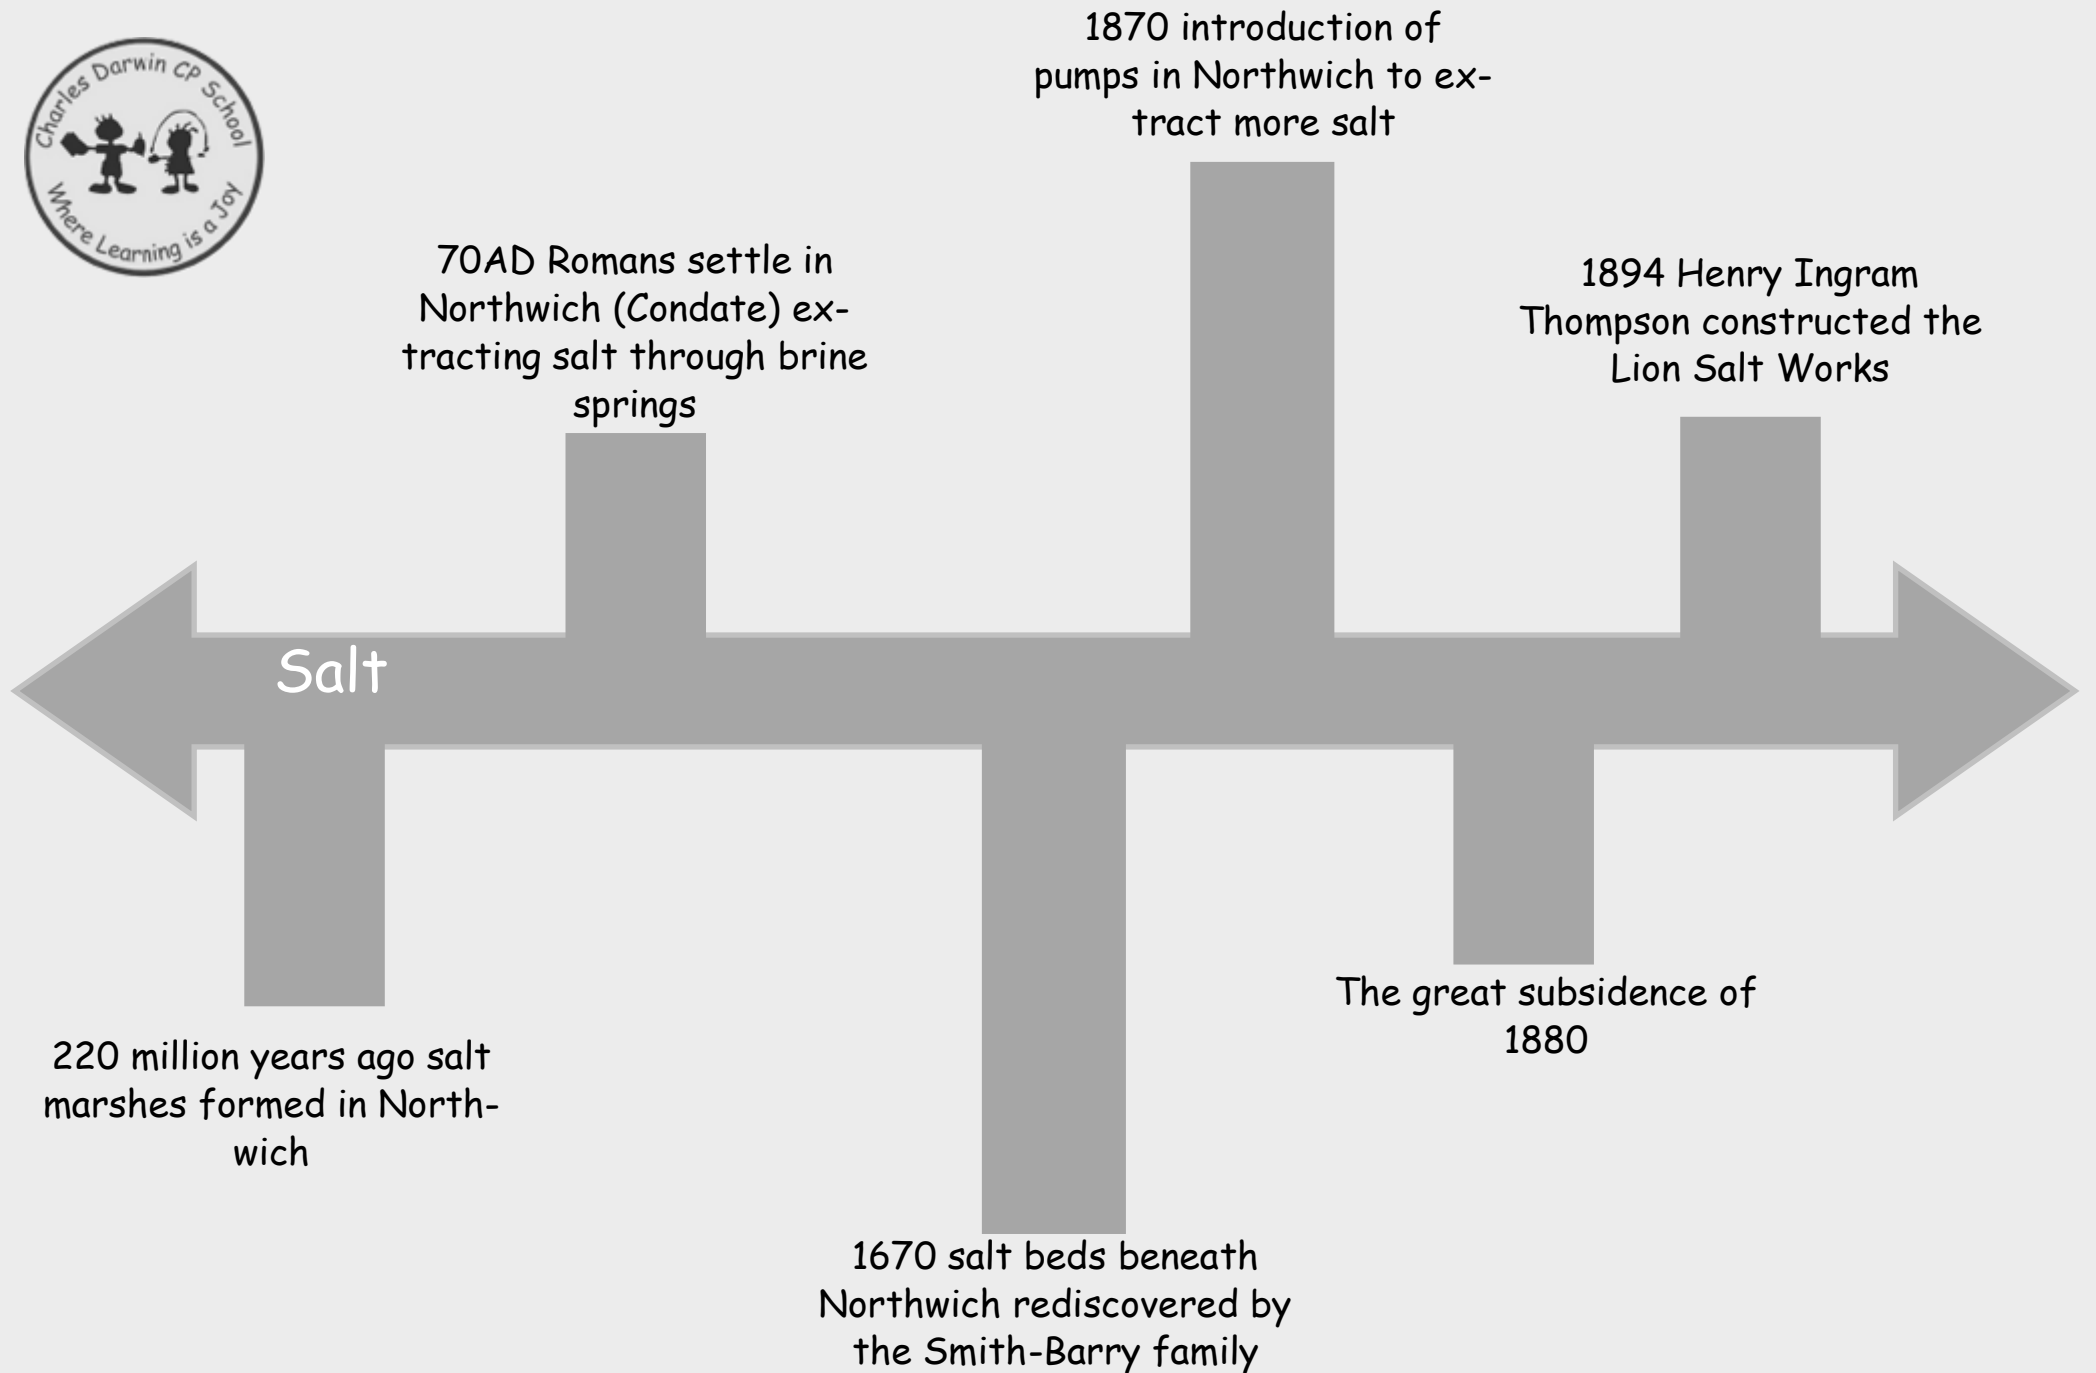 Charles Darwin CP School
Where Learning is a Joy
1870 introduction of
pumps in Northwich to ex-
tract more salt
70AD Romans settle in
Northwich (Condate) ex-
tracting salt through brine
springs
1894 Henry Ingram
Thompson constructed the
Lion Salt Works
Salt
220 million years ago salt
marshes formed in North-
wich
The great subsidence of
1880
1670 salt beds beneath
Northwich rediscovered by
the Smith-Barry family